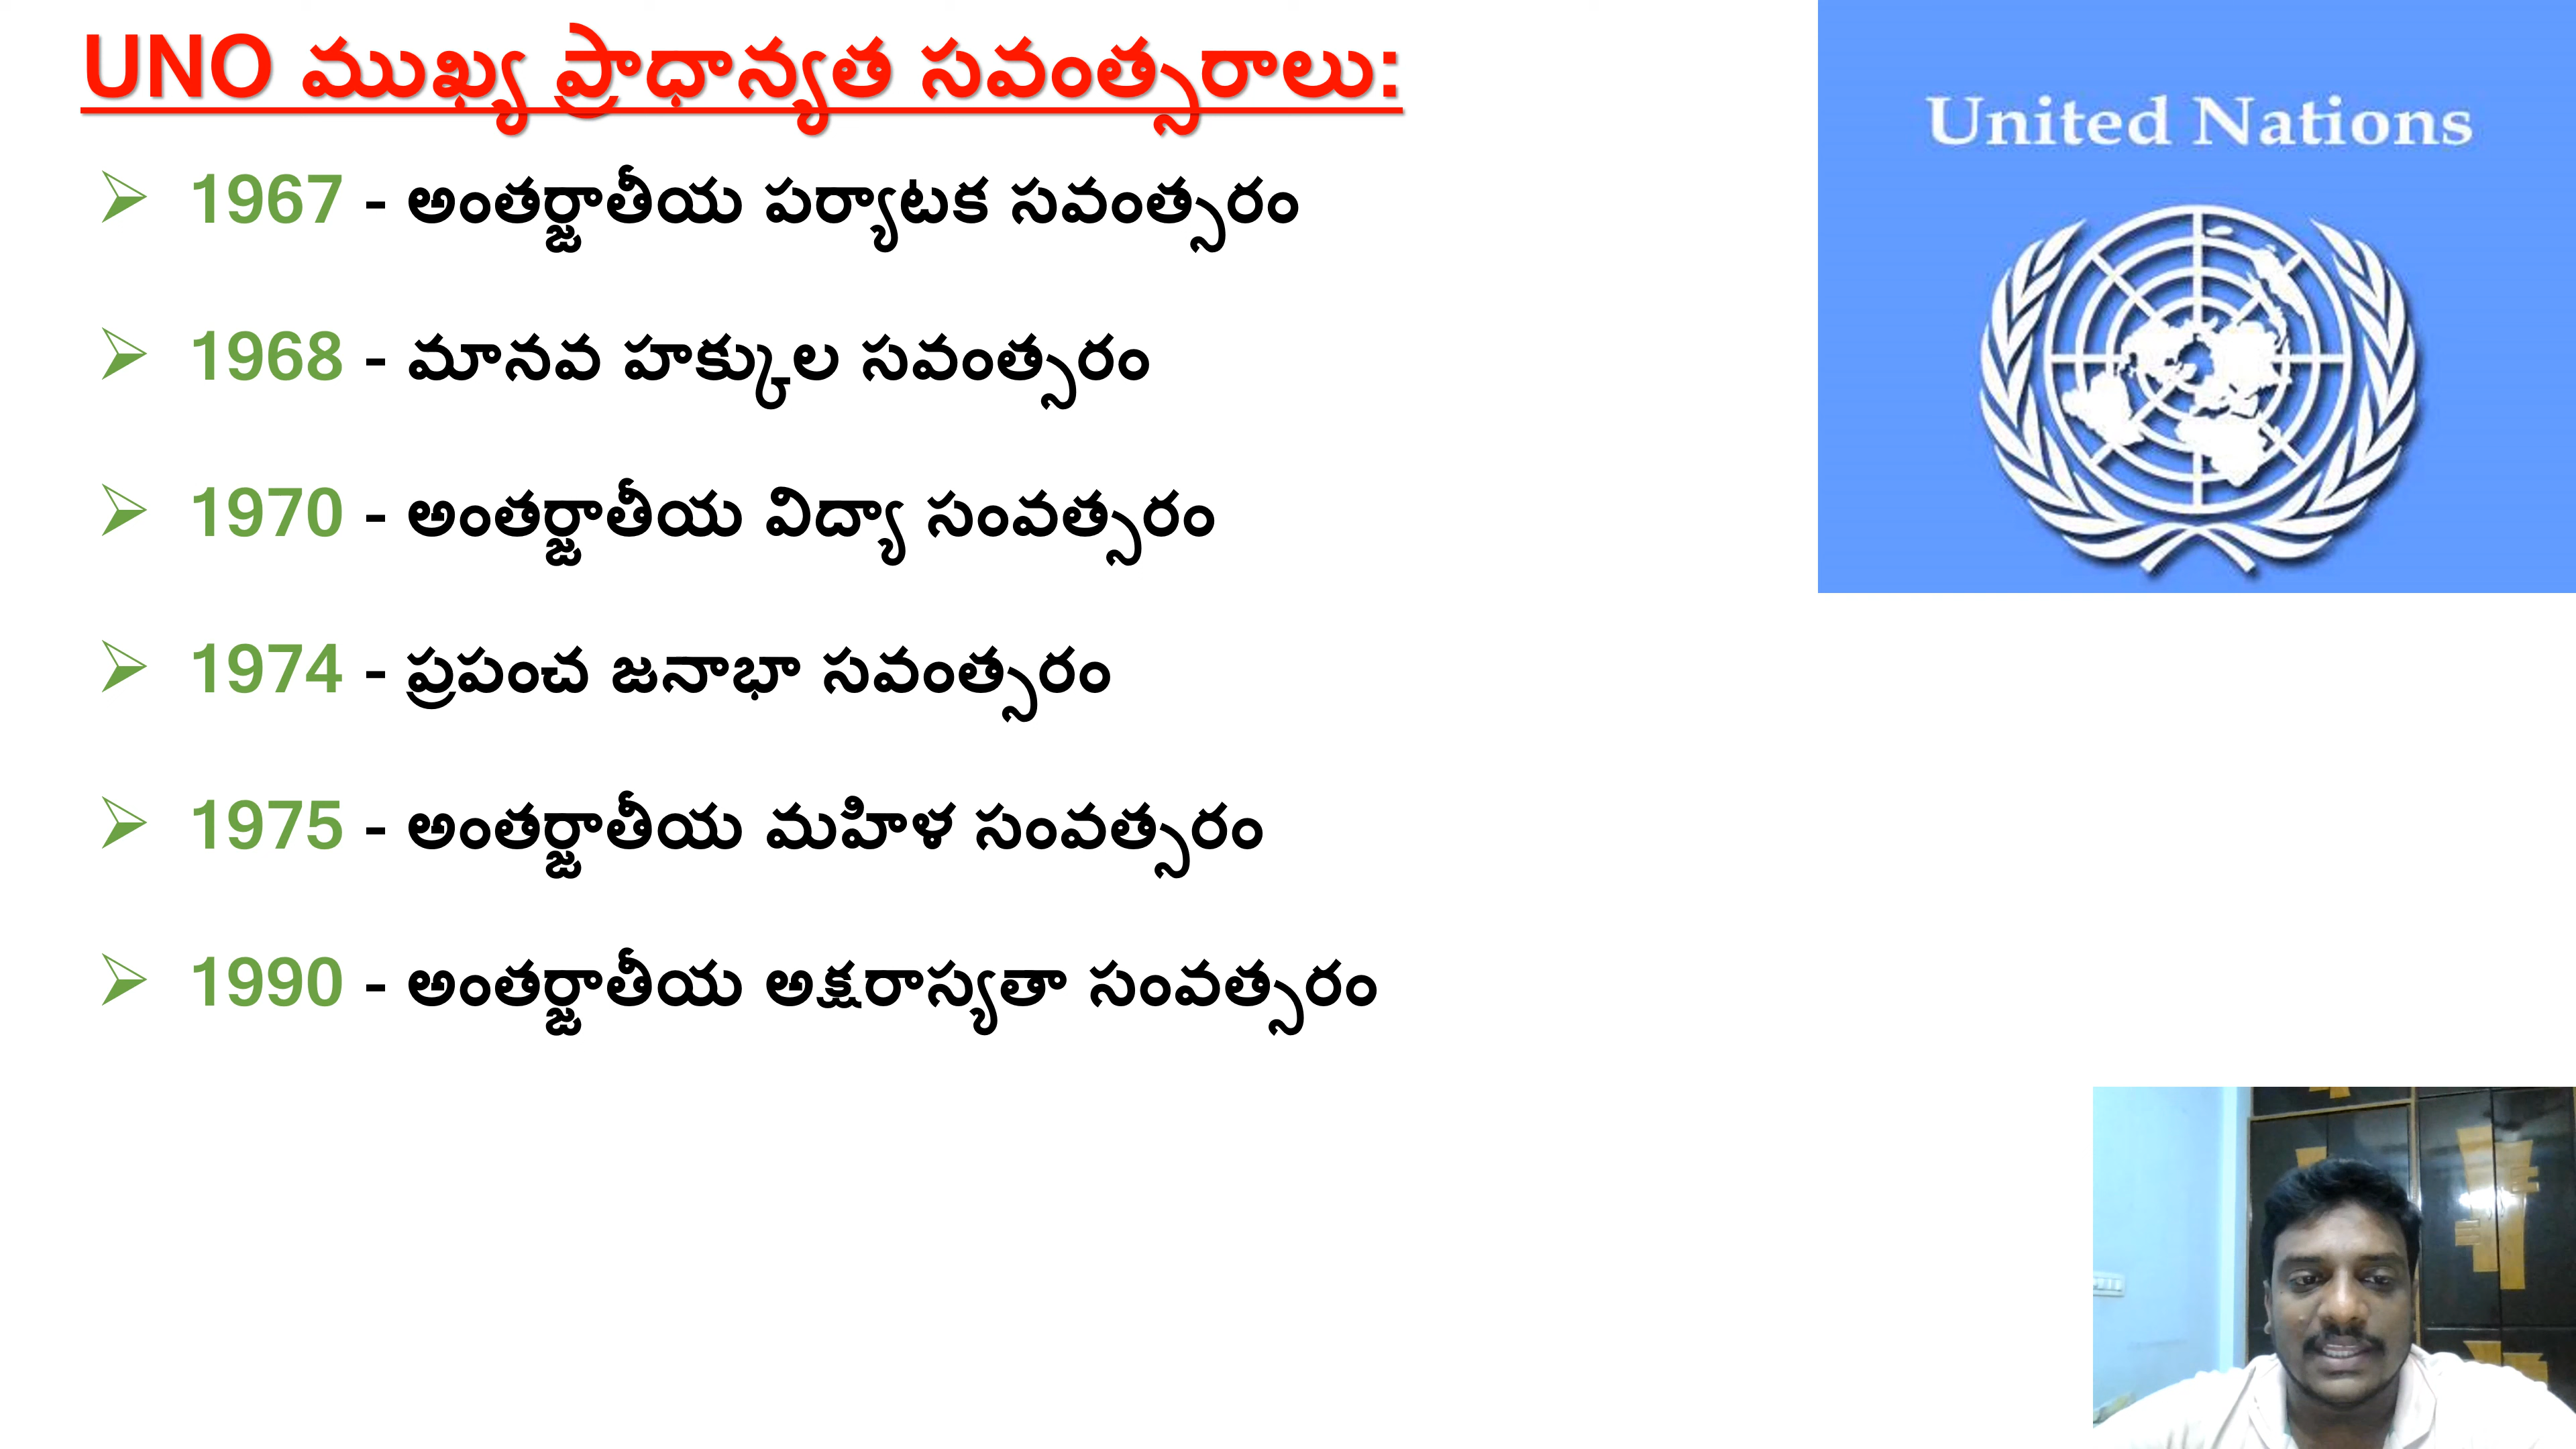 UNO ముఖ్య ప్రాధాన్యత సవంత్సరాలు:
United Nations
➢ 1967 - అంతర్జాతీయ పర్యాటక సవంత్సరం
➢ 1968 - మానవ హక్కుల సవంత్సరం
➢ 1970 - అంతర్జాతీయ విద్యా సంవత్సరం
➢ 1974 - ప్రపంచ జనాభా సవంత్సరం
➢ 1975 - అంతర్జాతీయ మహిళ సంవత్సరం
➢ 1990 - అంతర్జాతీయ అక్షరాస్యతా సంవత్సరం